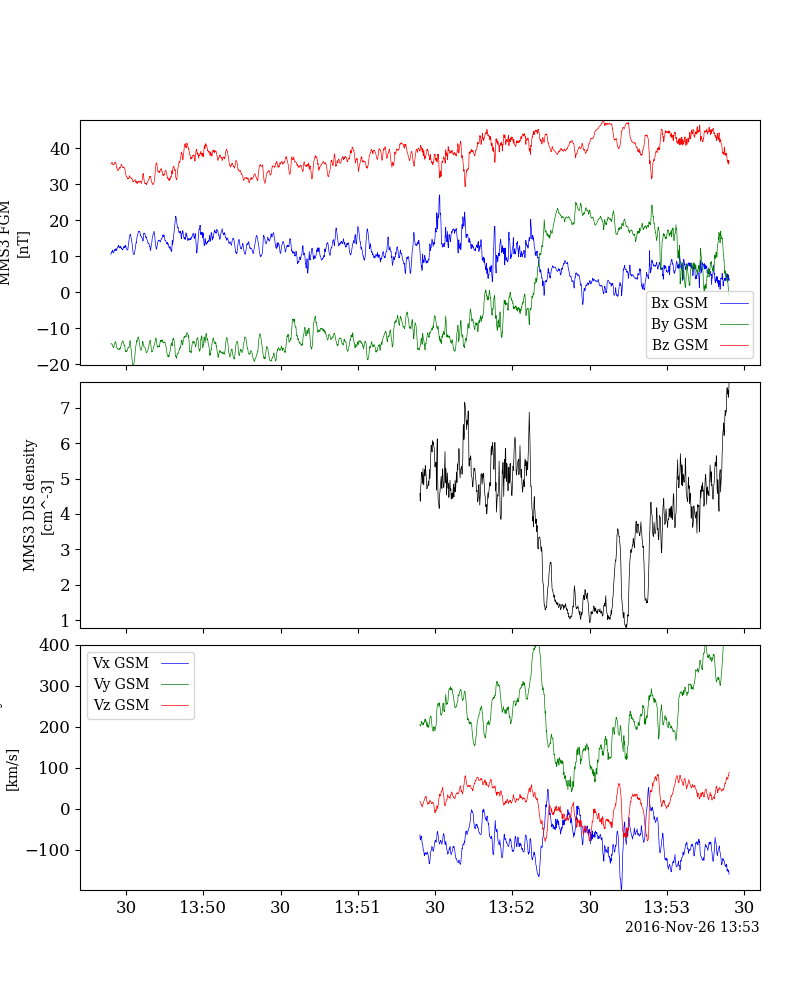 40
30
20
10
0
−10
−20
MMS3 FGM
[nT]
Bx GSM
By GSM
Bz GSM
7
6
5
4
3
2
1
MMS3 DIS density
[cm^-3]
400
300
200
100
0
−100
[km/s]
Vx GSM
Vy GSM
Vz GSM
30 13:50 30 13:51 30 13:52 30 13:53 30
2016-Nov-26 13:53